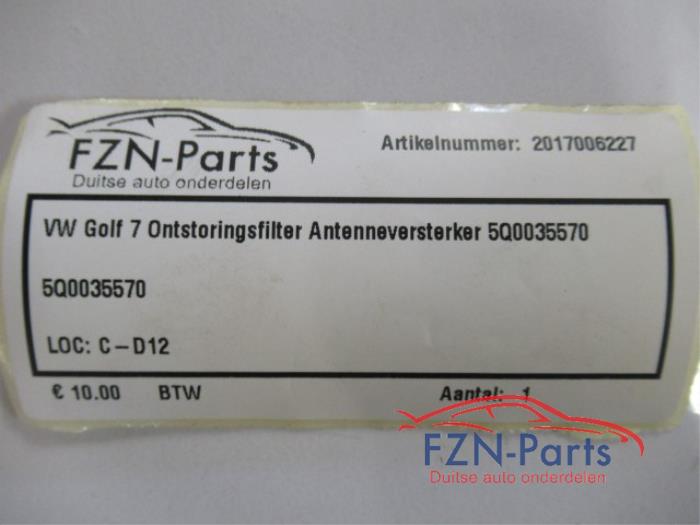 FZN-Parts
Duitse auto onderdelen
Artikelnummer: 2017006227
VW Golf 7 Ontstoringsfilter Antenneversterker 5Q0035570
5Q0035570
LOC: C-D12
€ 10.00 BTW Aantal: 1
FZN-Parts
Duitse auto onderdelen